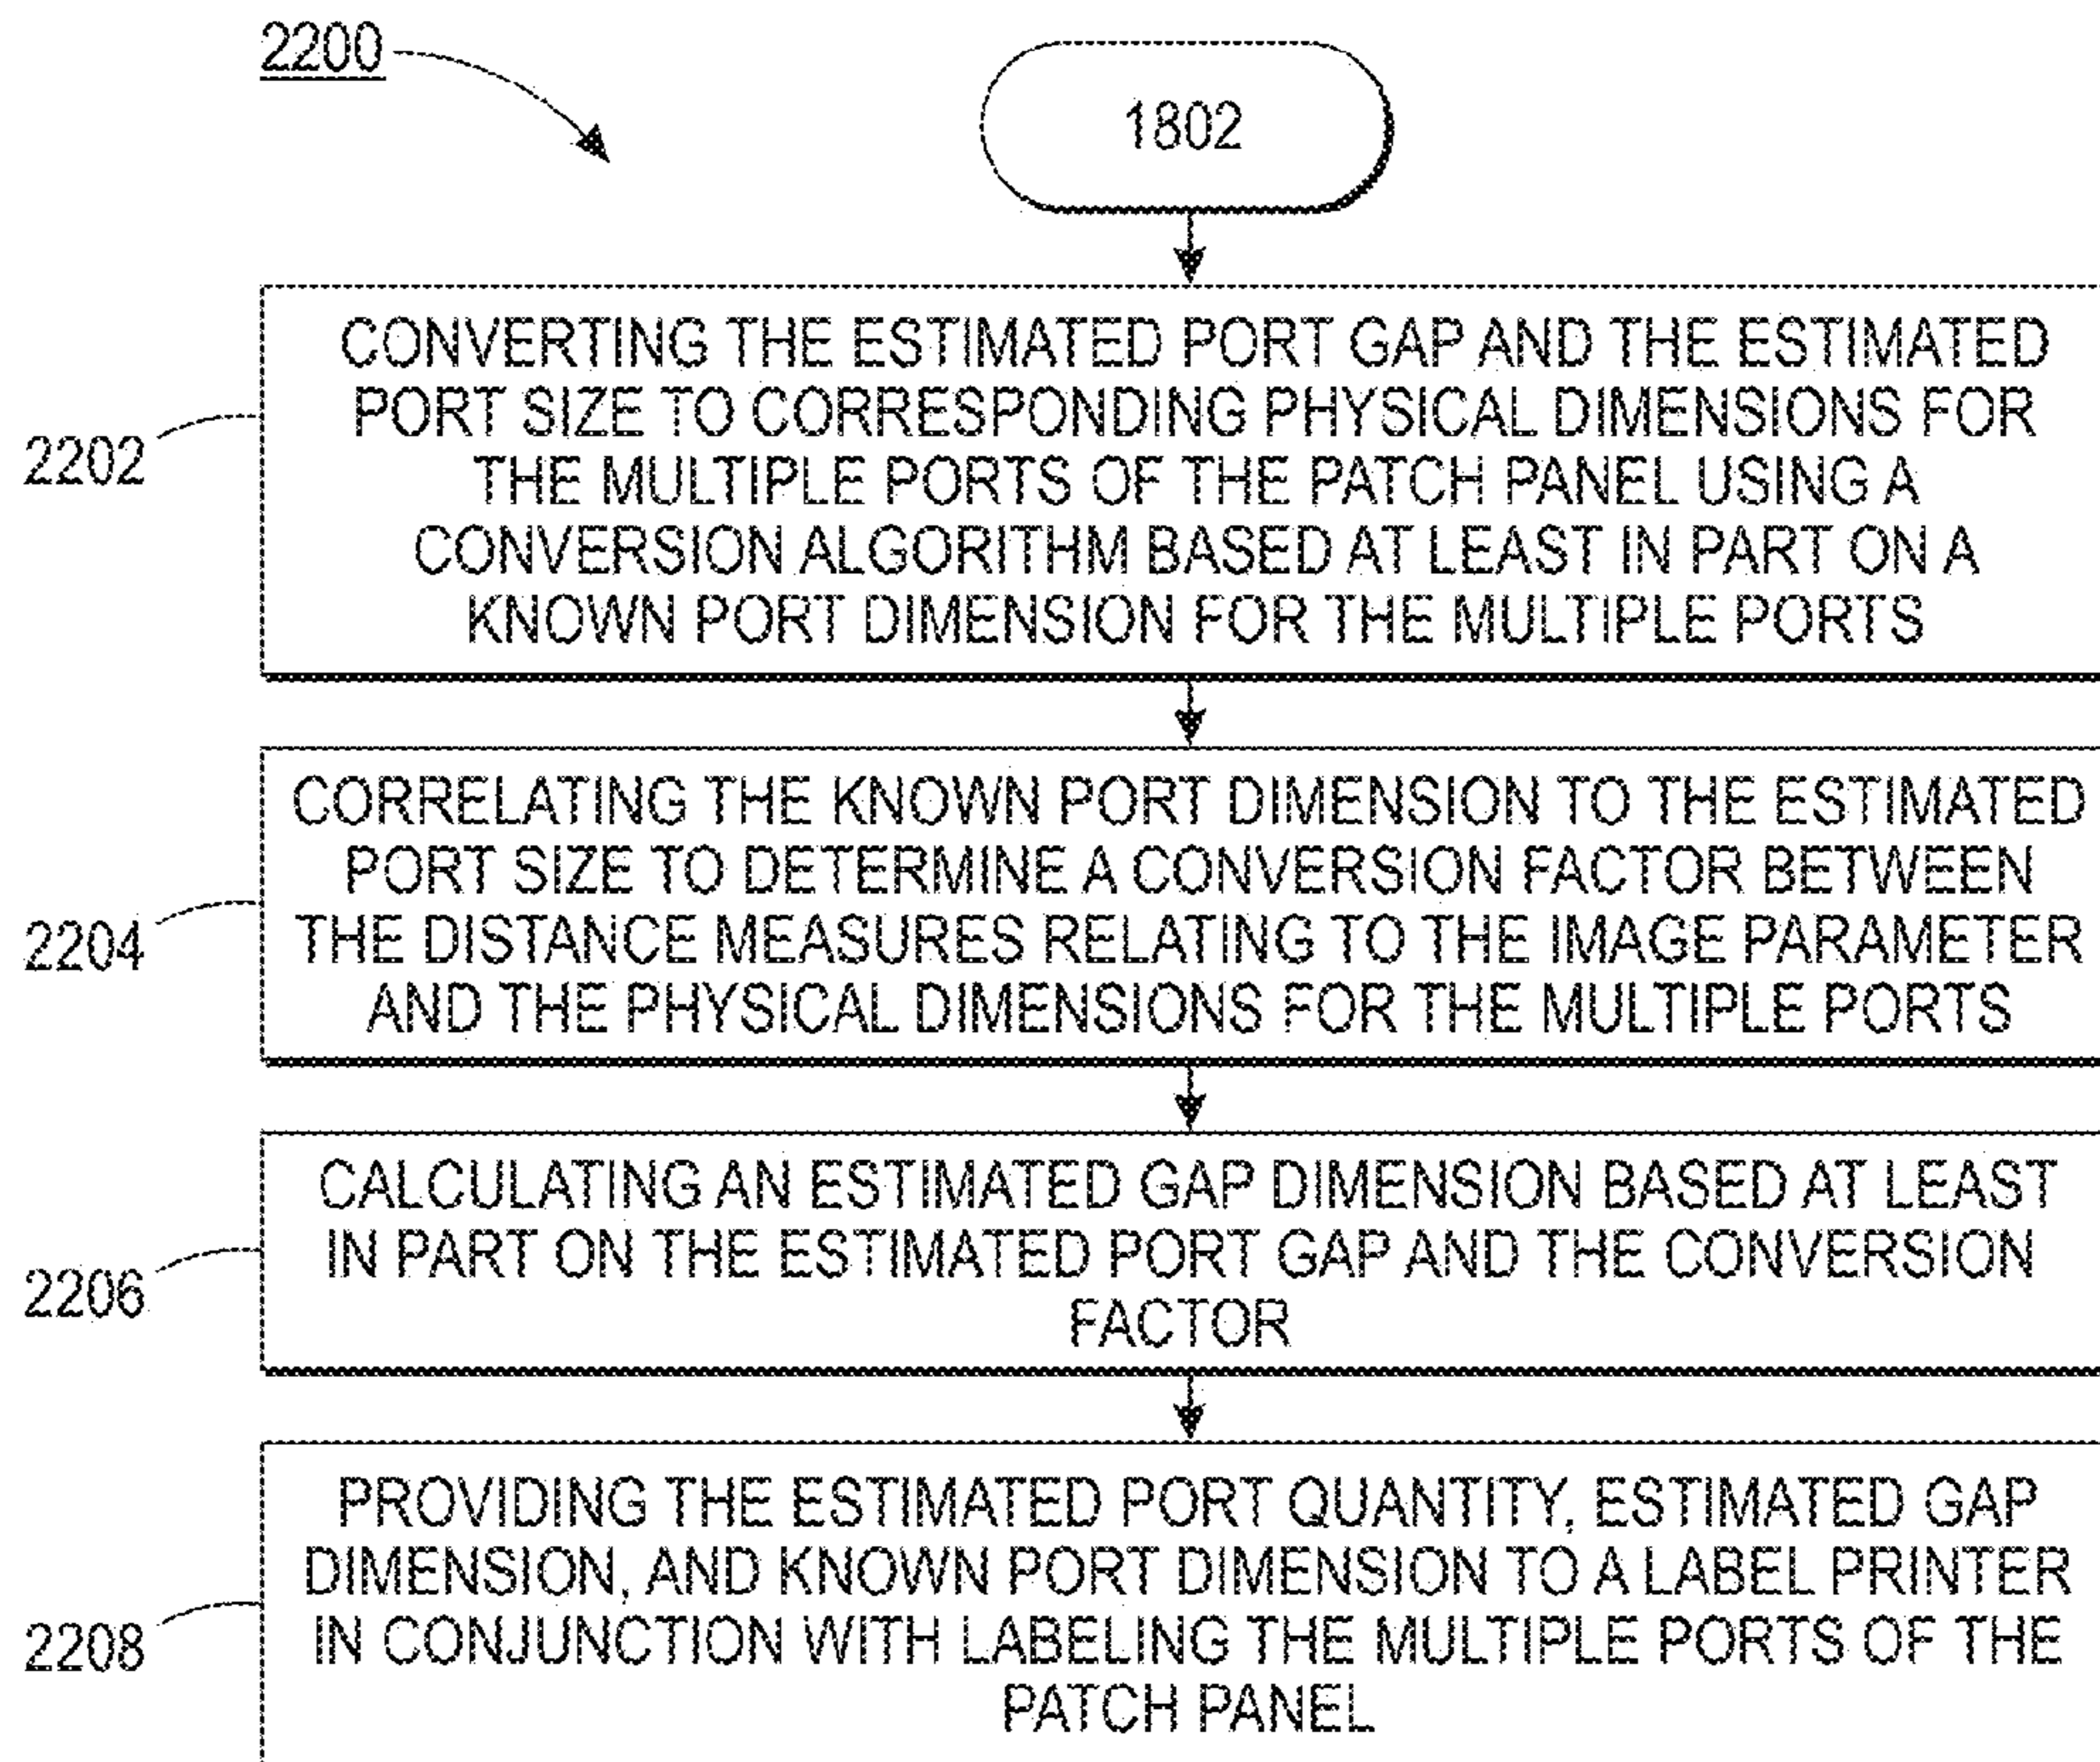 2200
1802
2202
CONVERTING THE ESTIMATED PORT GAP AND THE ESTIMATED
PORT SIZE TO CORRESPONDING PHYSICAL DIMENSIONS FOR
THE MULTIPLE PORTS OF THE PATCH PANEL USING A
CONVERSION ALGORITHM BASED AT LEAST IN PART ON A
KNOWN PORT DIMENSION FOR THE MULTIPLE PORTS
2204
CORRELATING THE KNOWN PORT DIMENSION TO THE ESTIMATED
PORT SIZE TO DETERMINE A CONVERSION FACTOR BETWEEN
THE DISTANCE MEASURES RELATING TO THE IMAGE PARAMETER
AND THE PHYSICAL DIMENSIONS FOR THE MULTIPLE PORTS
2206
CALCULATING AN ESTIMATED GAP DIMENSION BASED AT LEAST
IN PART ON THE ESTIMATED PORT GAP AND THE CONVERSION
FACTOR
2208
PROVIDING THE ESTIMATED PORT QUANTITY, ESTIMATED GAP
DIMENSION, AND KNOWN PORT DIMENSION TO A LABEL PRINTER
IN CONJUNCTION WITH LABELING THE MULTIPLE PORTS OF THE
PATCH PANEL